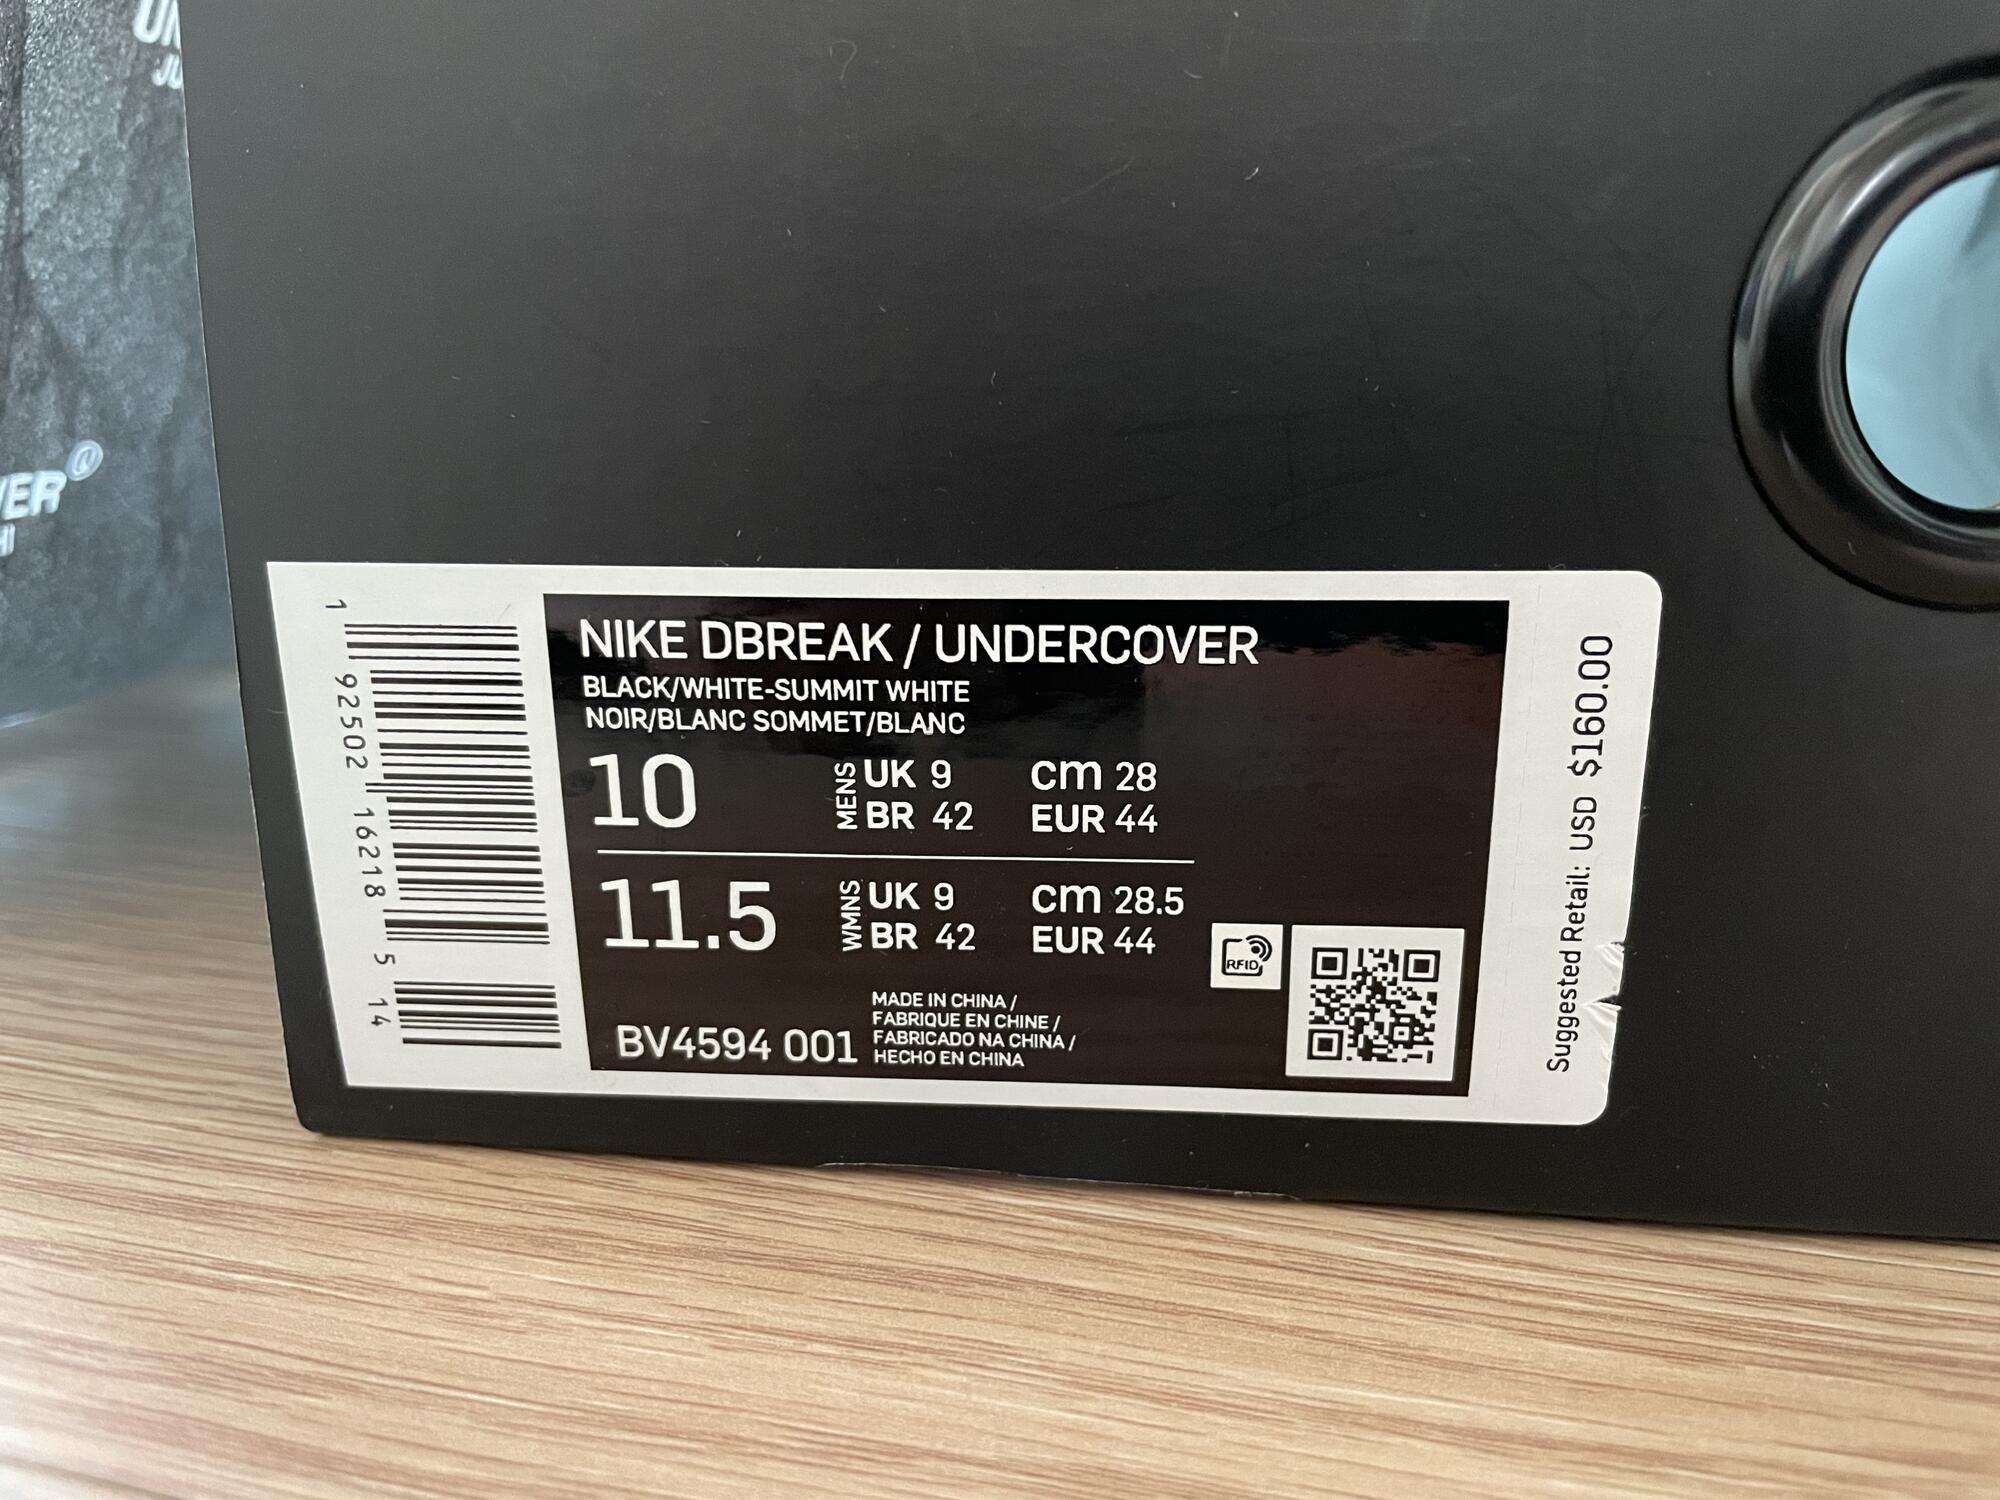 NIKE DBREAK / UNDERCOVER
BLACK/WHITE-SUMMIT WHITE
NOIR/BLANC SOMMET/BLANC
10
MENS
UK 9
cm 28
BR 42
EUR 44
11.5
WMNS
UK 9
cm 28.5
BR 42
EUR 44
BV4594 001
MADE IN CHINA /
FABRIQUE EN CHINE /
FABRICADO NA CHINA /
HECHO EN CHINA
RFID
1 92502 16218 5 14
Suggested Retail: USD $160.00